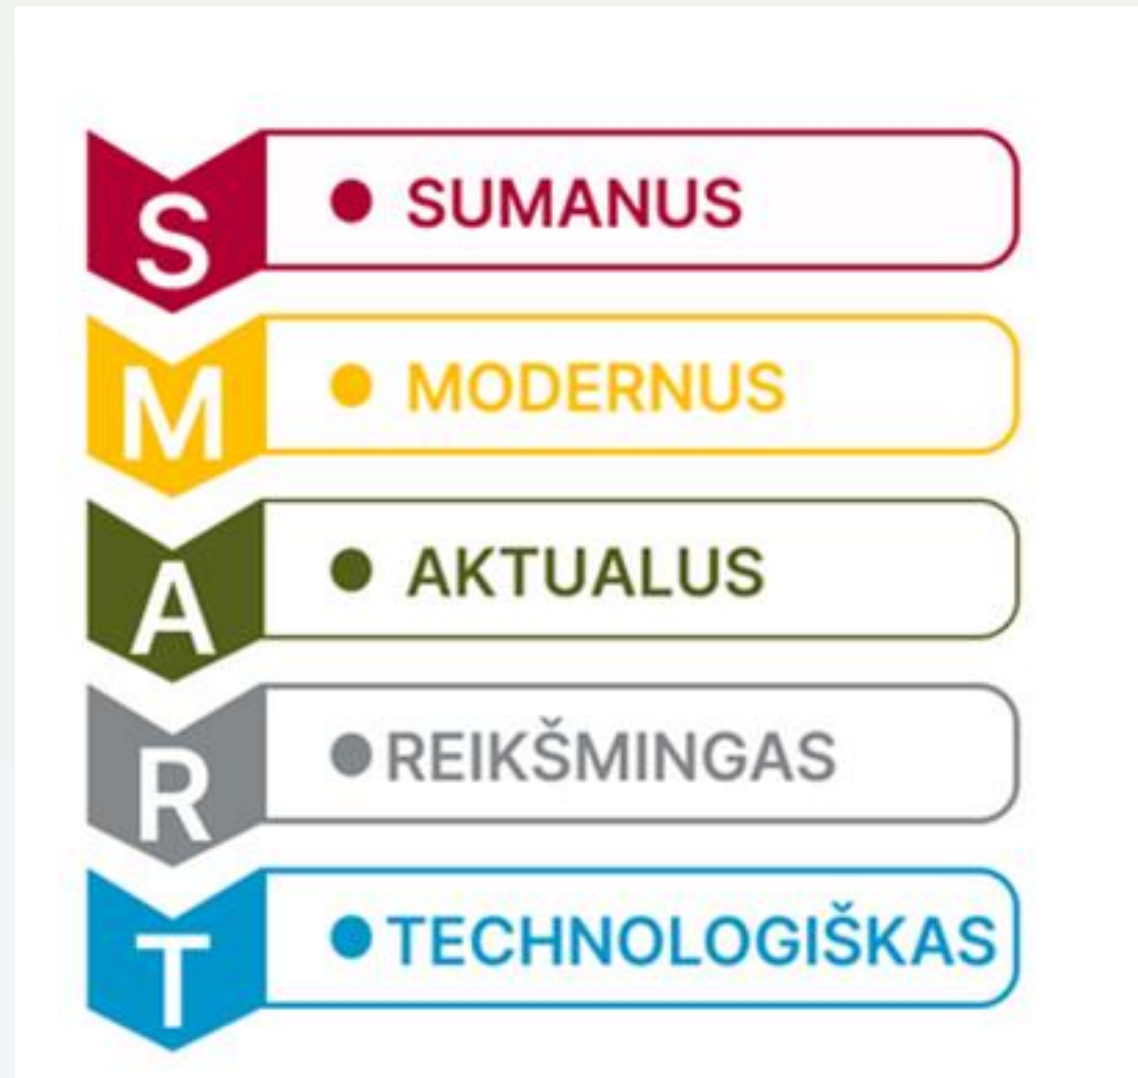 S • SUMANUS
M • MODERNUS
A • AKTUALUS
R • REIKŠMINGAS
T • TECHNOLOGIŠKAS